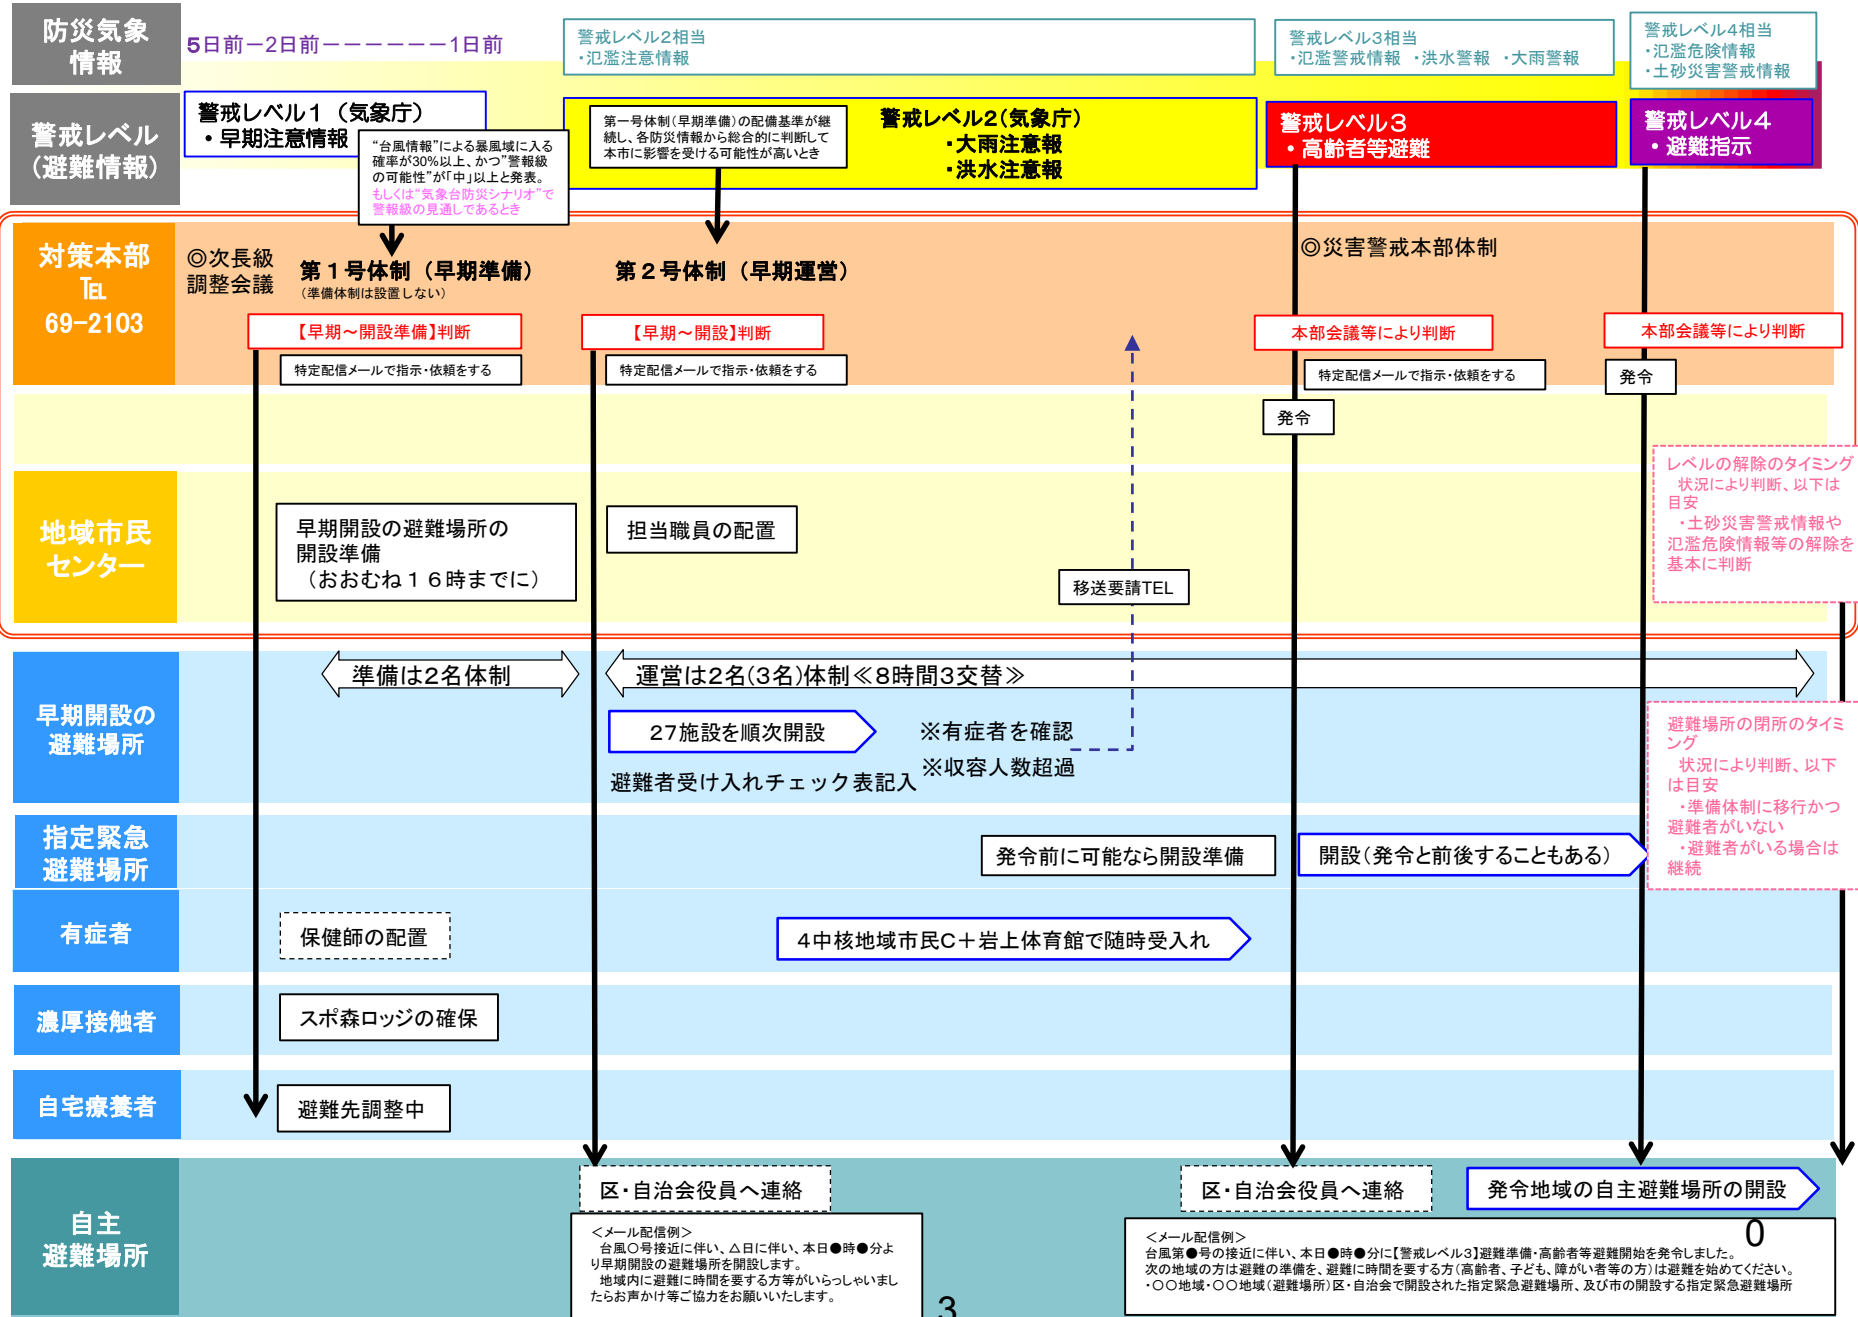 防災気象
情報
5日前－2日前－－－－－－1日前
警戒レベル2相当
・氾濫注意情報
警戒レベル3相当
・氾濫警戒情報　・洪水警報　・大雨警報
警戒レベル4相当
・氾濫危険情報
・土砂災害警戒情報
警戒レベル
（避難情報）
警戒レベル１（気象庁）
・早期注意情報
“台風情報”による暴風域に入る
確率が30％以上、かつ”警報級
の可能性”が「中」以上と発表。
もしくは“気象台防災シナリオ”で
警報級の見通しであるとき
第一号体制（早期準備）の配備基準が継
続し、各防災情報から総合的に判断して
本市に影響を受ける可能性が高いとき
警戒レベル2（気象庁）
・大雨注意報
・洪水注意報
警戒レベル３
・高齢者等避難
警戒レベル４
・避難指示
対策本部
℡
69-2103
◎次長級
調整会議
第１号体制（早期準備）
（準備体制は設置しない）
第２号体制（早期運営）
◎災害警戒本部体制
【早期～開設準備】判断
特定配信メールで指示・依頼をする
【早期～開設】判断
特定配信メールで指示・依頼をする
本部会議等により判断
特定配信メールで指示・依頼をする
発令
本部会議等により判断
発令
地域市民
センター
早期開設の避難場所の
開設準備
（おおむね１６時までに）
担当職員の配置
移送要請TEL
レベルの解除のタイミング
状況により判断、以下は
目安
・土砂災害警戒情報や
氾濫危険情報等の解除を
基本に判断
早期開設の
避難場所
準備は2名体制
運営は2名（3名）体制≪8時間3交替≫
27施設を順次開設
※有症者を確認
※収容人数超過
避難者受け入れチェック表記入
避難場所の閉所のタイミ
ング
状況により判断、以下
は目安
・準備体制に移行かつ
避難者がいない
・避難者がいる場合は
継続
指定緊急
避難場所
発令前に可能なら開設準備
開設（発令と前後することもある）
有症者
保健師の配置
4中核地域市民C＋岩上体育館で随時受入れ
濃厚接触者
スポ森ロッジの確保
自宅療養者
避難先調整中
自主
避難場所
区・自治会役員へ連絡
＜メール配信例＞
台風〇号接近に伴い、△日に伴い、本日●時●分よ
り早期開設の避難場所を開設します。
地域内に避難に時間を要する方等がいらっしゃいまし
たらお声かけ等ご協力をお願いいたします。
3
区・自治会役員へ連絡
発令地域の自主避難場所の開設
0
＜メール配信例＞
台風第●号の接近に伴い、本日●時●分に【警戒レベル3】避難準備・高齢者等避難開始を発令しました。
次の地域の方は避難の準備を、避難に時間を要する方（高齢者、子ども、障がい者等の方）は避難を始めてください。
・〇〇地域・〇〇地域（避難場所）区・自治会で開設された指定緊急避難場所、及び市の開設する指定緊急避難場所